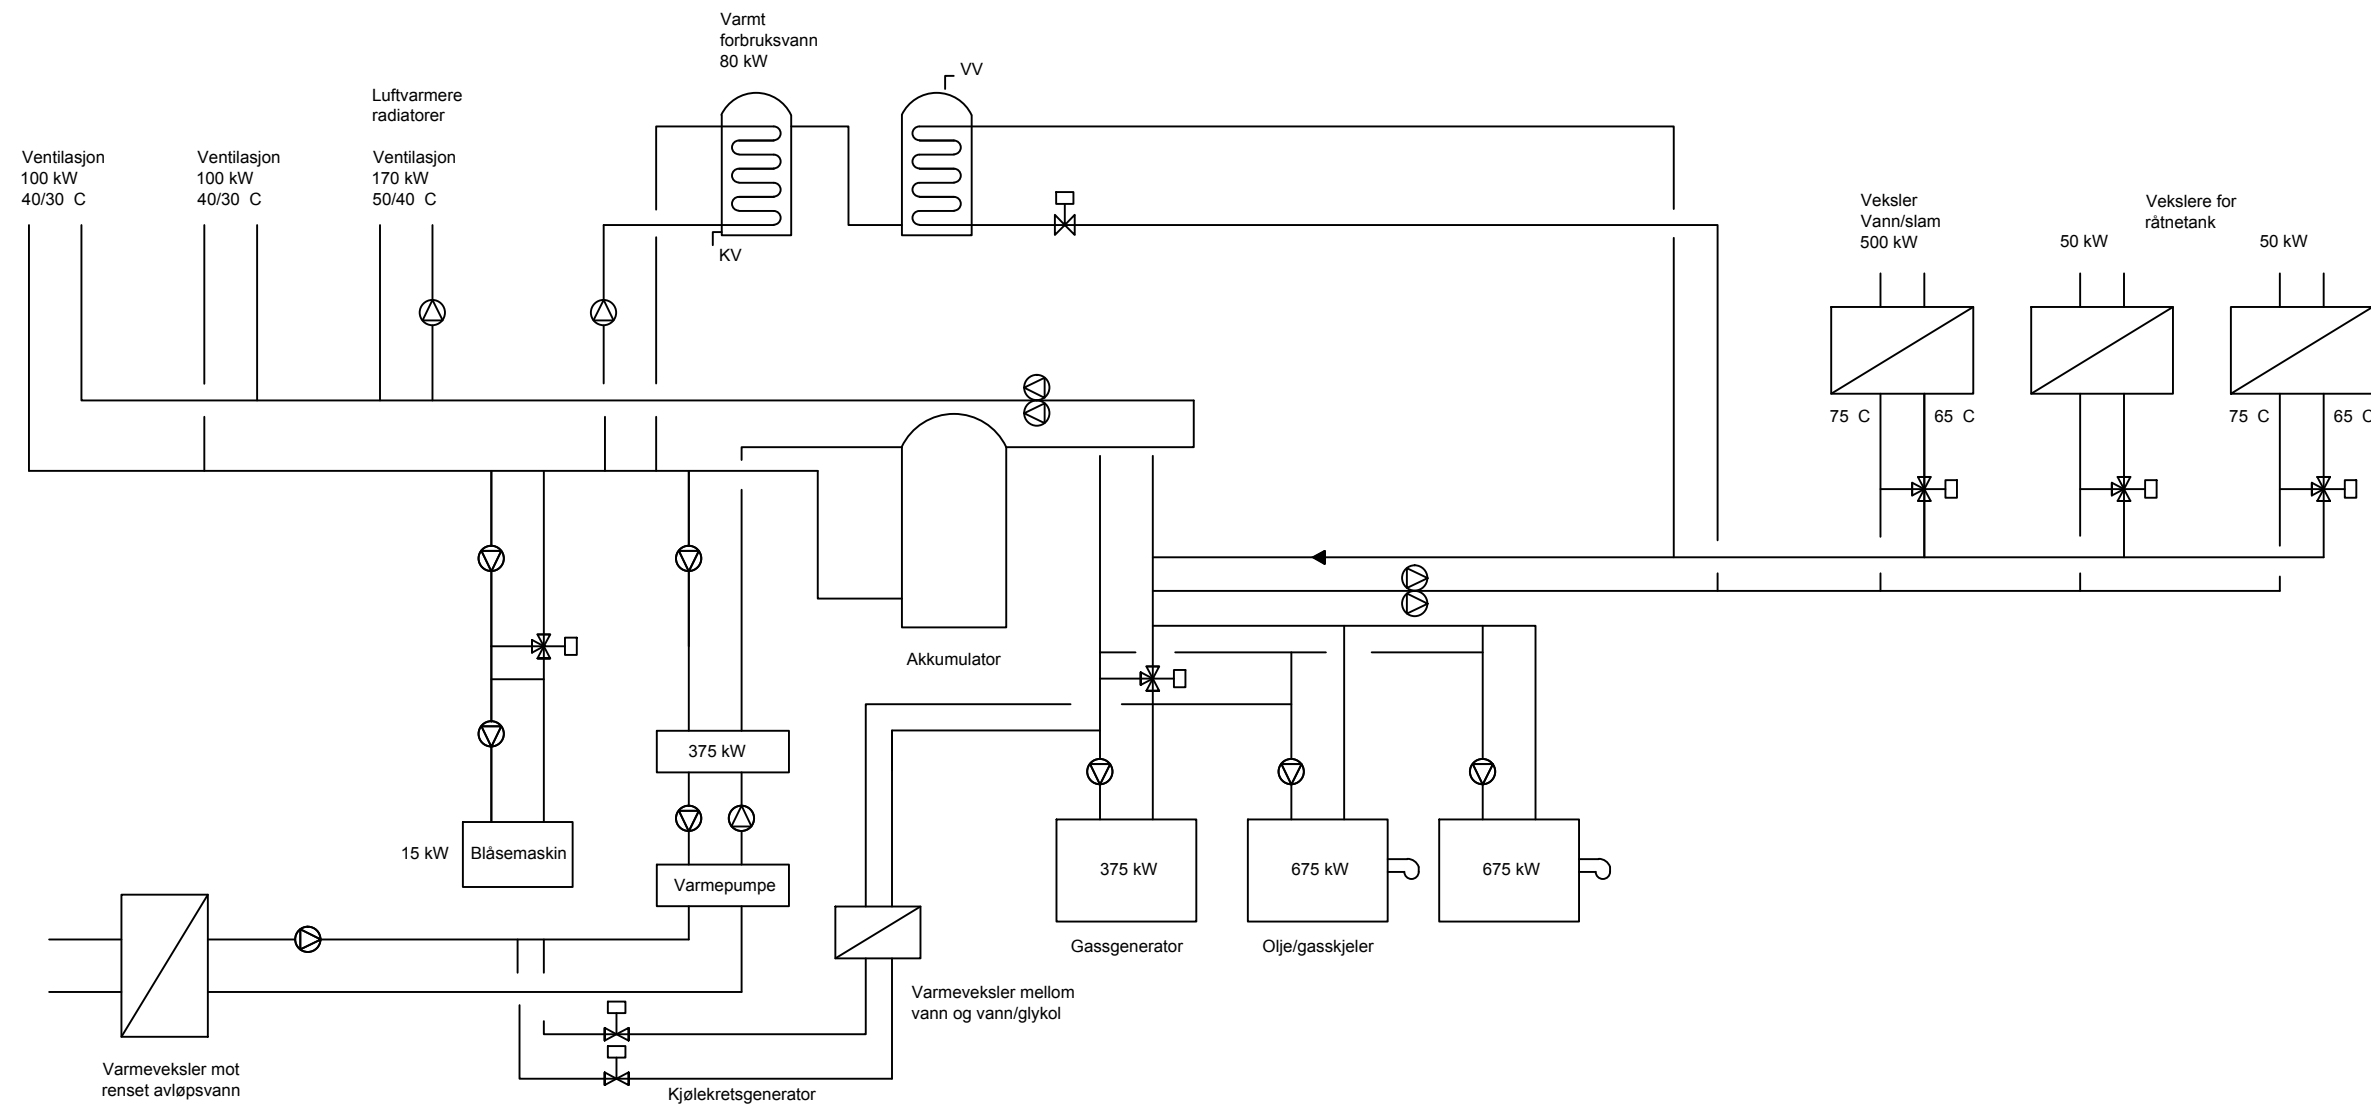 Varmt
forbruksvann
80 kW
VV
KV
Luftvarmere
radiatorer
Ventilasjon
100 kW
40/30  C
Ventilasjon
100 kW
40/30  C
Ventilasjon
170 kW
50/40  C
Veksler
Vann/slam
500 kW
Vekslere for
råtnetank
50 kW
50 kW
75  C
65  C
75  C
65  C
Akkumulator
375 kW
15 kW
Blåsemaskin
Varmepumpe
375 kW
675 kW
675 kW
Gassgenerator
Olje/gasskjeler
Varmeveksler mellom
vann og vann/glykol
Varmeveksler mot
renset avløpsvann
Kjølekretsgenerator